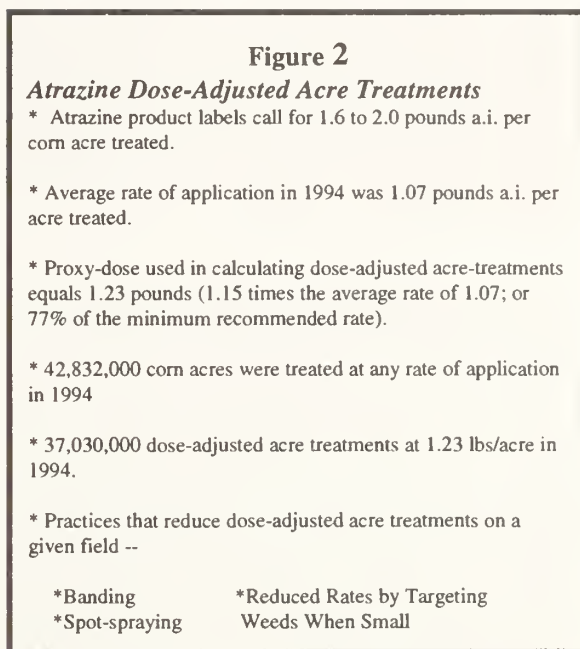 Figure 2
Atrazine Dose-Adjusted Acre Treatments
* Atrazine product labels call for 1.6 to 2.0 pounds a.i. per
corn acre treated.
* Average rate of application in 1994 was 1.07 pounds a.i. per
acre treated.
* Proxy-dose used in calculating dose-adjusted acre-treatments
equals 1.23 pounds (1.15 times the average rate of 1.07; or
77% of the minimum recommended rate).
* 42,832,000 corn acres were treated at any rate of application
in 1994
* 37,030,000 dose-adjusted acre treatments at 1.23 lbs/acre in
1994.
* Practices that reduce dose-adjusted acre treatments on a
given field --
*Banding *Reduced Rates by Targeting
*Spot-spraying Weeds When Small